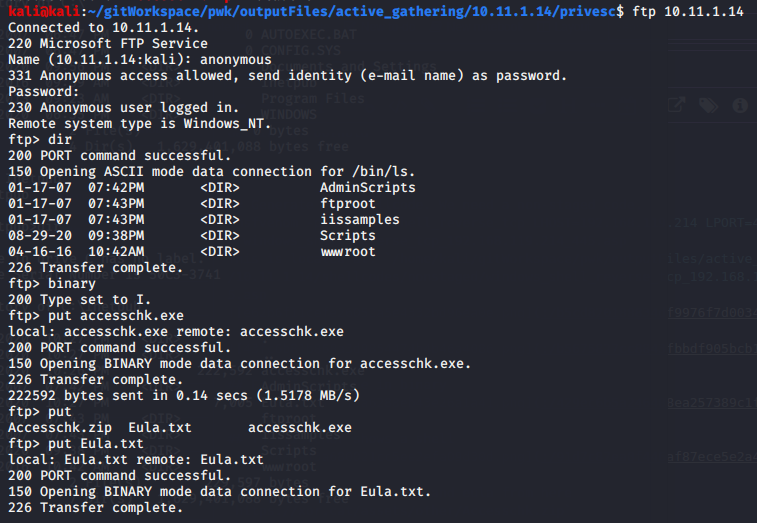 kali@kali:~/gitWorkspace/pwk/outputFiles/active_gathering/10.11.1.14/privesc$ ftp 10.11.1.14
Connected to 10.11.1.14.
220 Microsoft FTP Service
Name (10.11.1.14:kali): anonymous
331 Anonymous access allowed, send identity (e-mail name) as password.
Password:
230 Anonymous user logged in.
Remote system type is Windows_NT.
ftp> dir
200 PORT command successful.
150 Opening ASCII mode data connection for /bin/ls.
01-17-07  07:42PM       <DIR>          AdminScripts
01-17-07  07:43PM       <DIR>          ftproot
01-17-07  07:43PM       <DIR>          iissamples
08-29-20  09:38PM       <DIR>          Scripts
04-16-16  10:42AM       <DIR>          wwwroot
226 Transfer complete.
ftp> binary
200 Type set to I.
ftp> put accesschk.exe
local: accesschk.exe remote: accesschk.exe
200 PORT command successful.
150 Opening BINARY mode data connection for accesschk.exe.
226 Transfer complete.
222592 bytes sent in 0.14 secs (1.5178 MB/s)
ftp> put
Accesschk.zip  Eula.txt       accesschk.exe
ftp> put Eula.txt
local: Eula.txt remote: Eula.txt
200 PORT command successful.
150 Opening BINARY mode data connection for Eula.txt.
226 Transfer complete.